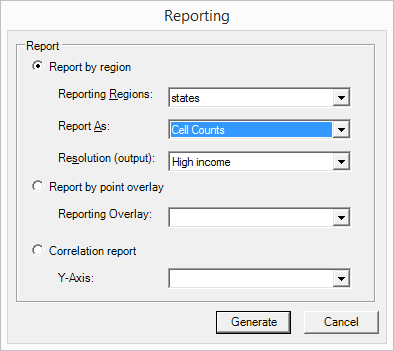 Reporting
Report
Report by region
Reporting Regions: states
Report As: Cell Counts
Resolution (output): High income
Report by point overlay
Reporting Overlay:
Correlation report
Y-Axis:
Generate Cancel